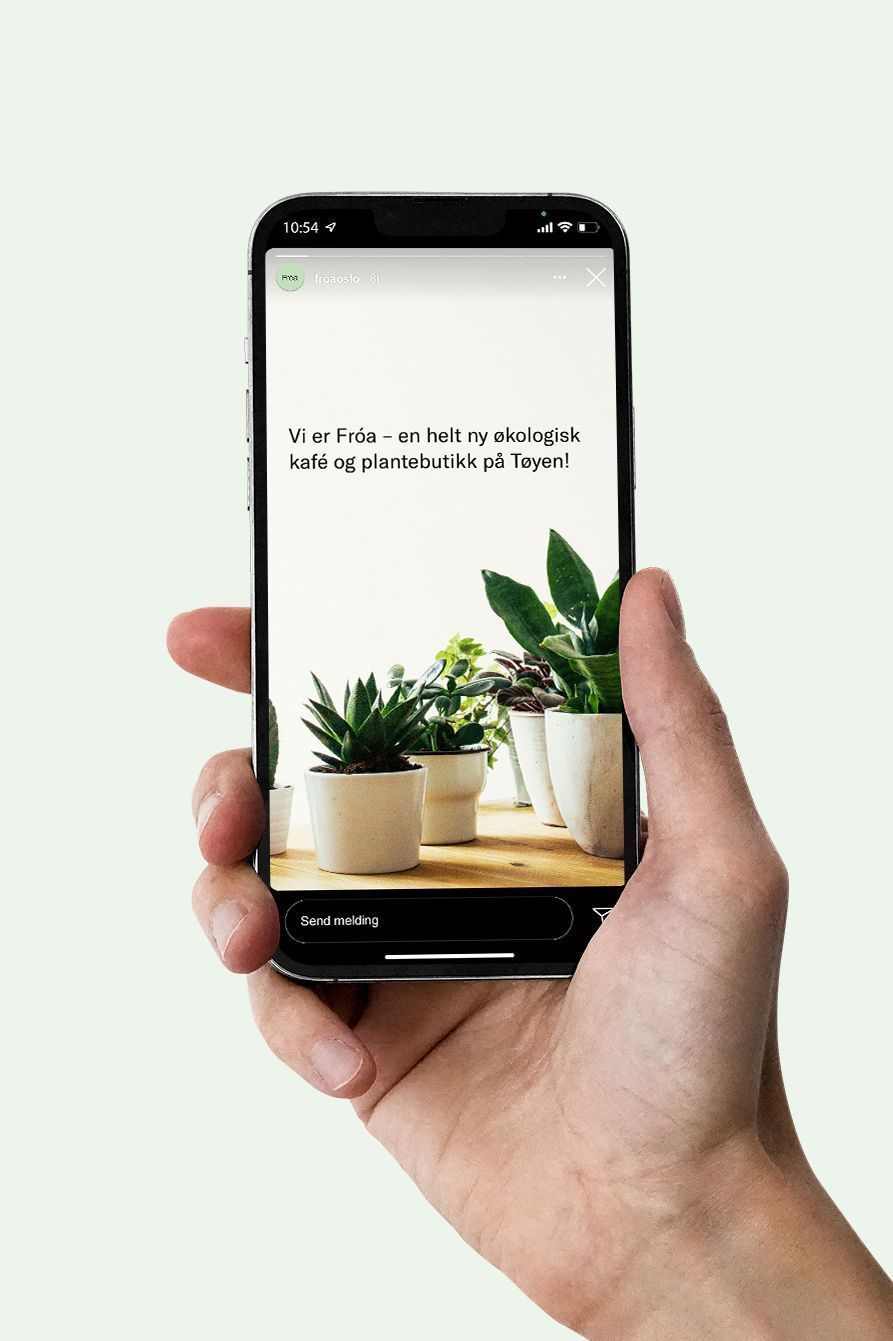 10:54
Fróa froaoslo 8t
Vi er Fróa – en helt ny økologisk
kafé og plantebutikk på Tøyen!
Send melding